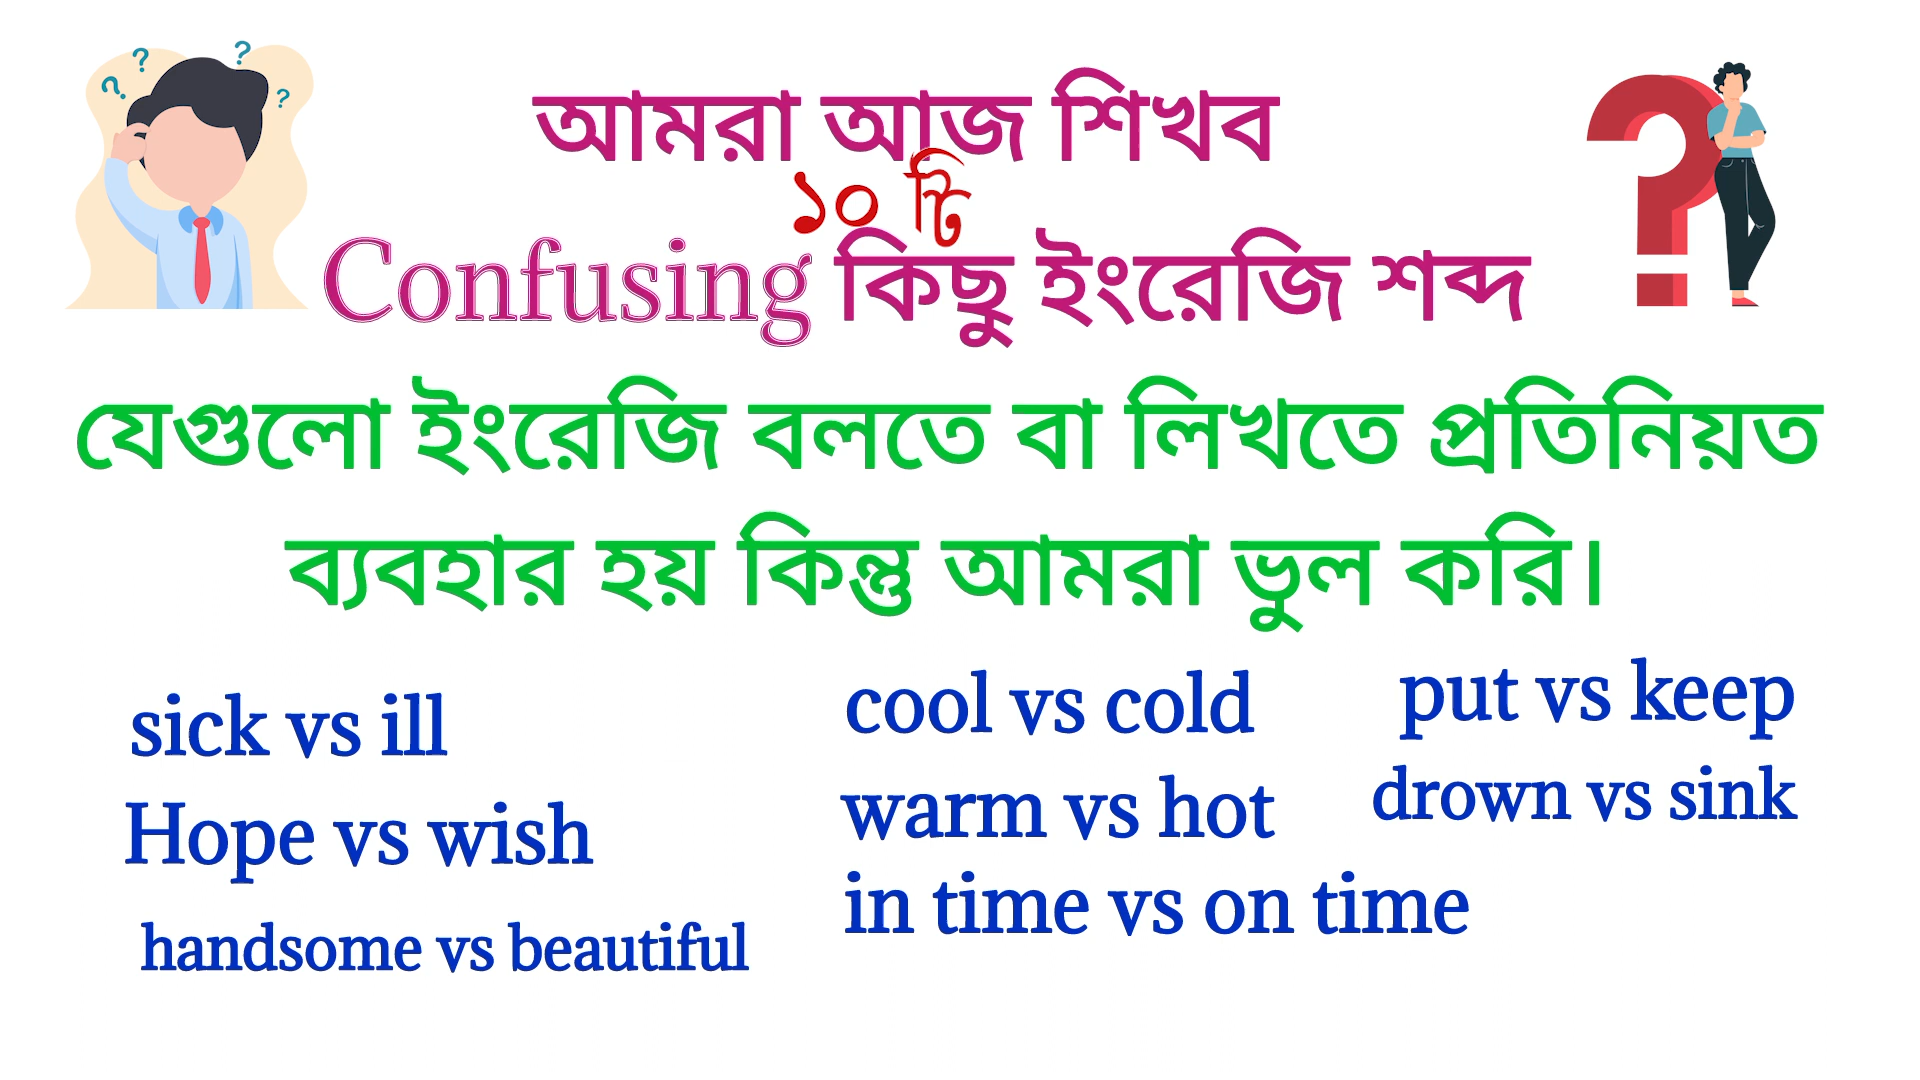 আমরা আজ শিখব
১০ টি
Confusing কিছু ইংরেজি শব্দ
যেগুলো ইংরেজি বলতে বা লিখতে প্রতিনিয়ত
ব্যবহার হয় কিন্তু আমরা ভুল করি।
sick vs ill
Hope vs wish
handsome vs beautiful
cool vs cold
warm vs hot
in time vs on time
put vs keep
drown vs sink